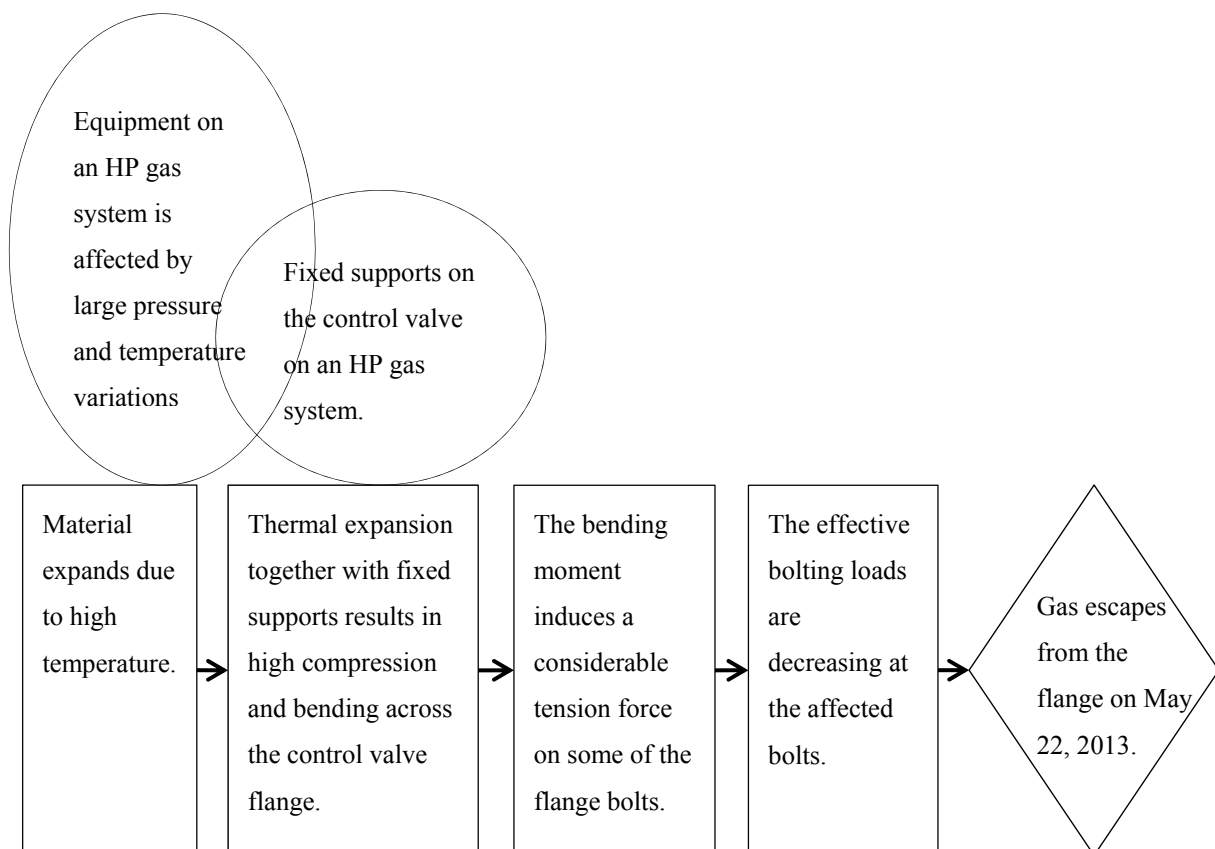 Equipment on
an HP gas
system is
affected by
large pressure
and temperature
variations
Fixed supports on
the control valve
on an HP gas
system.
Material
expands due
to high
temperature.
Thermal expansion
together with fixed
supports results in
high compression
and bending across
the control valve
flange.
The bending
moment
induces a
considerable
tension force
on some of the
flange bolts.
The effective
bolting loads
are
decreasing at
the affected
bolts.
Gas escapes
from the
flange on May
22, 2013.